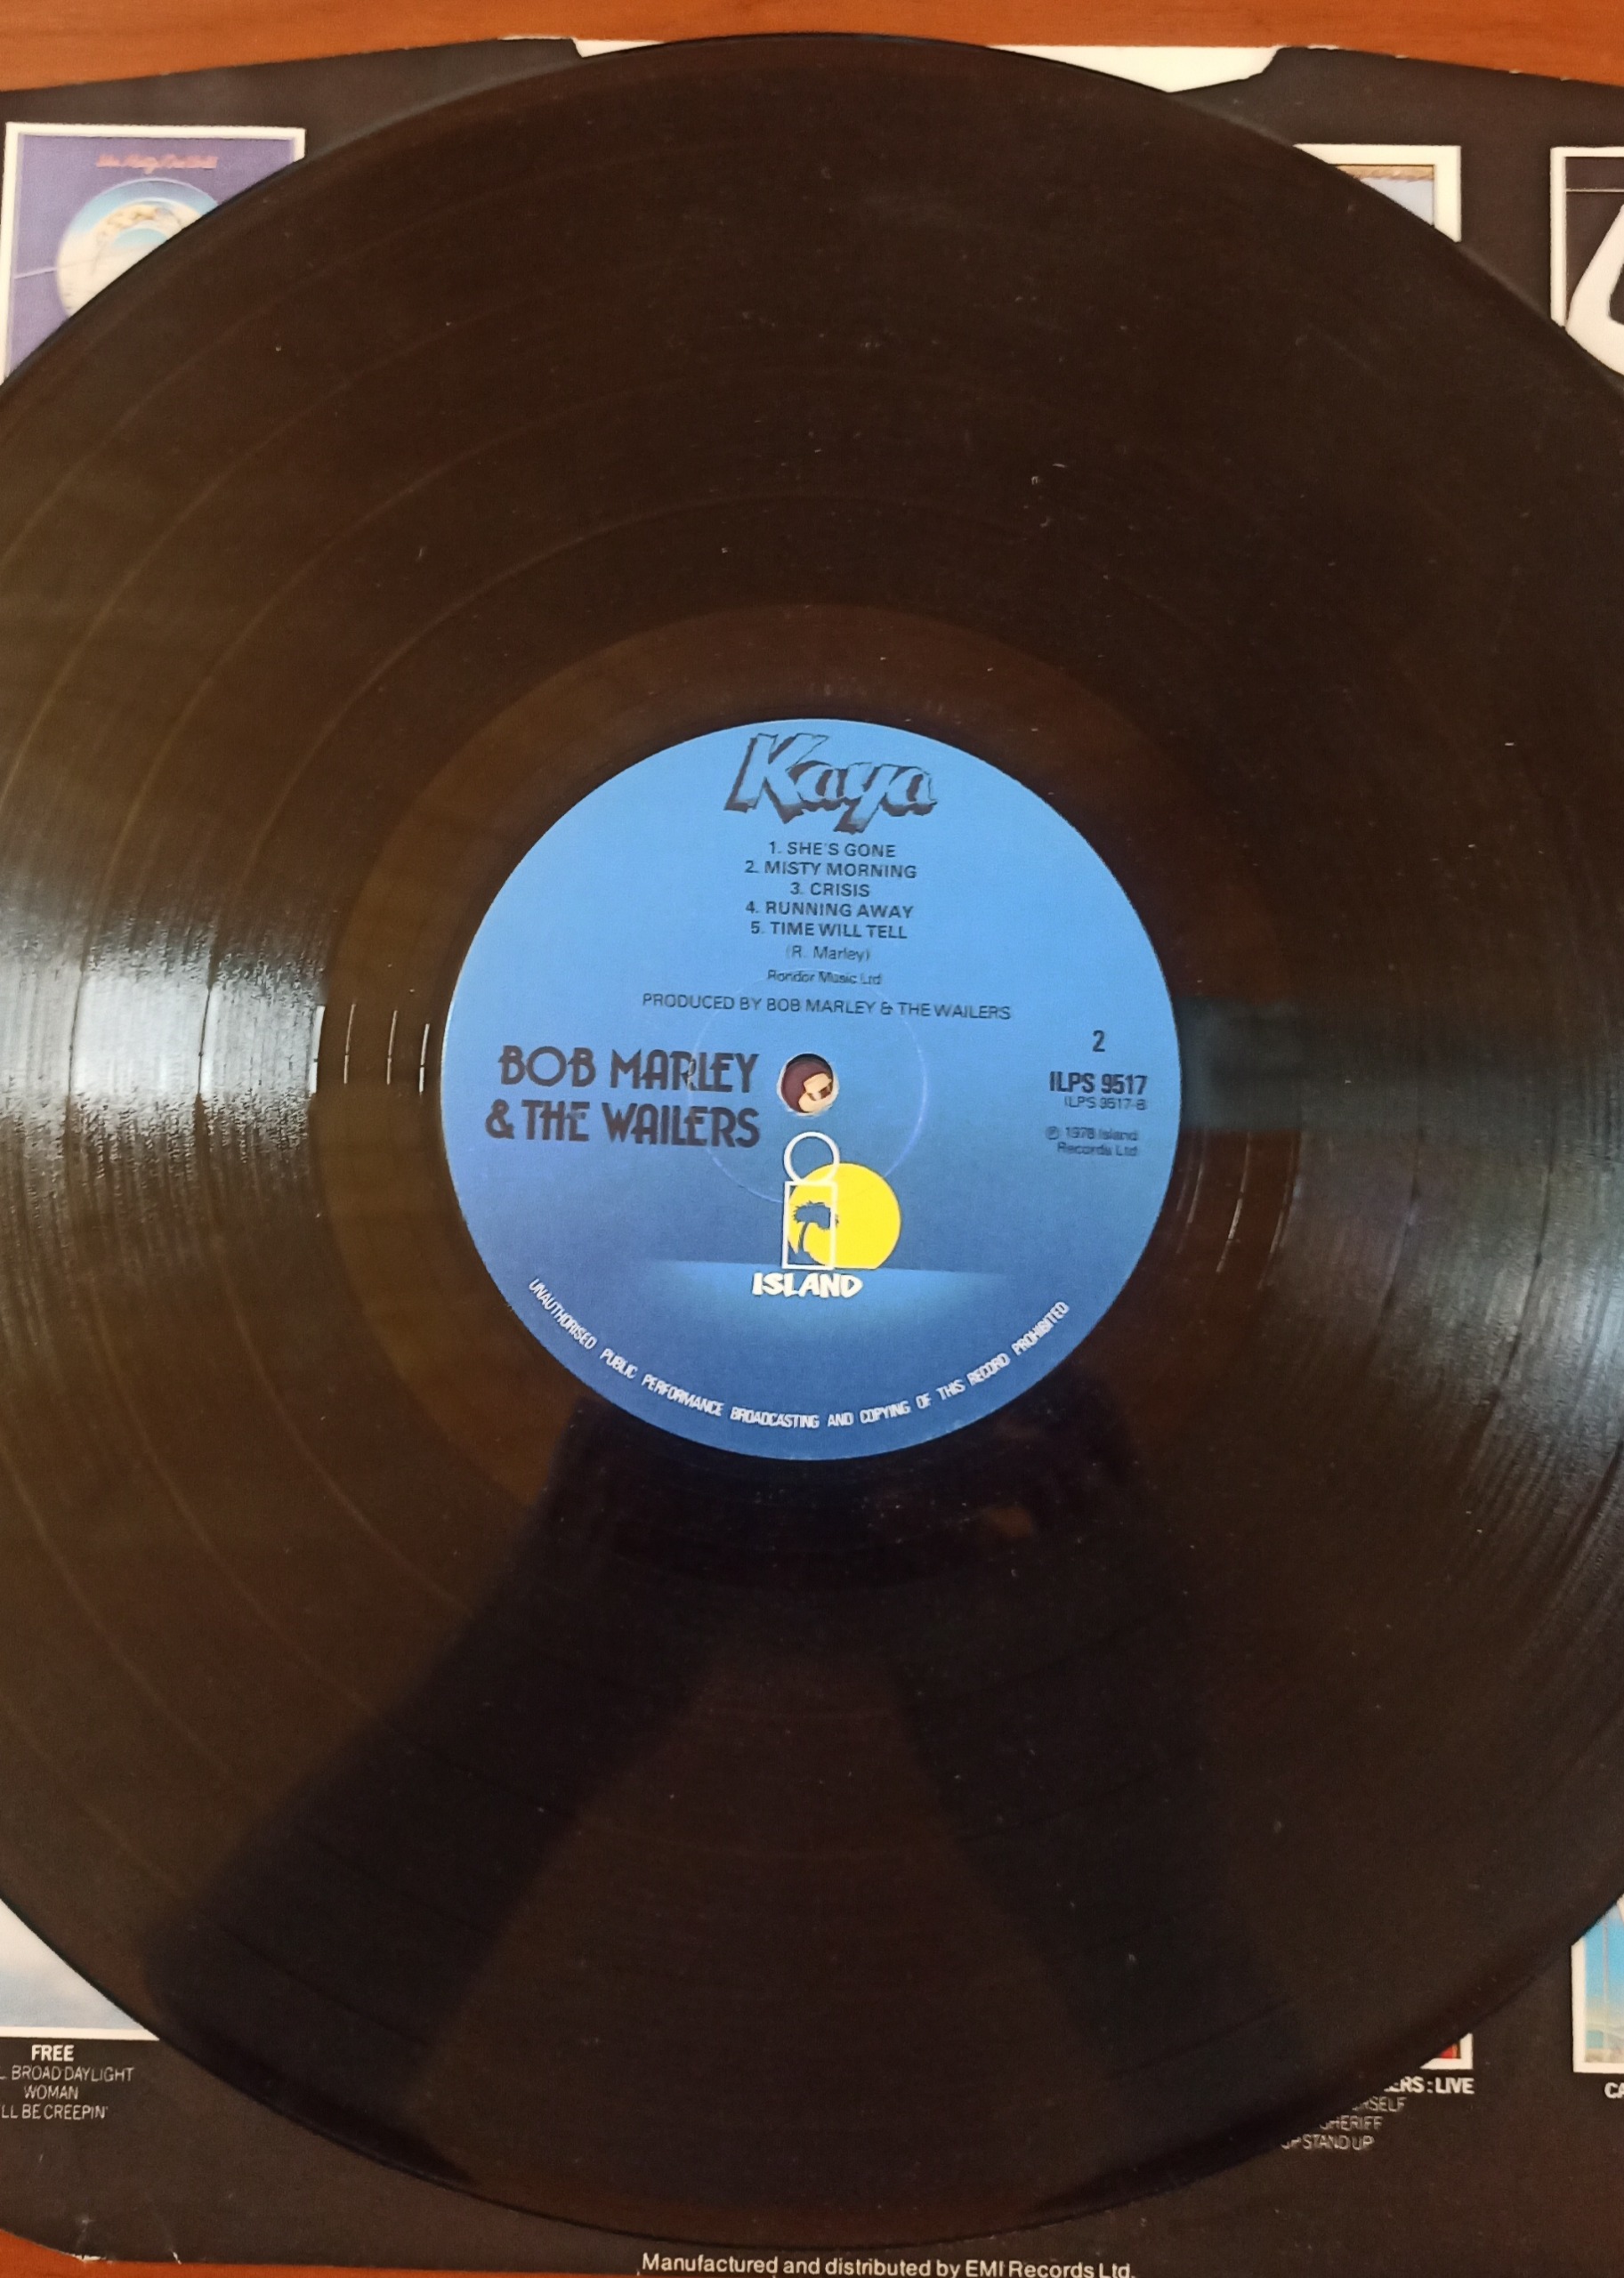 Kaya
1. SHE'S GONE
2. MISTY MORNING
3. CRISIS
4. RUNNING AWAY
5. TIME WILL TELL
(R. Marley)
Rondor Music Ltd
PRODUCED BY BOB MARLEY & THE WAILERS
BOB MARLEY
& THE WAILERS
2
ILPS 9517
ILPS 9517-B
℗ 1978 Island
Records Ltd
ISLAND
UNAUTHORISED PUBLIC PERFORMANCE BROADCASTING AND COPYING OF THIS RECORD PROHIBITED
FREE
BROAD DAYLIGHT
WOMAN
BE CREEPIN'
: LIVE
STAND UP
Manufactured and distributed by EMI Records Ltd.